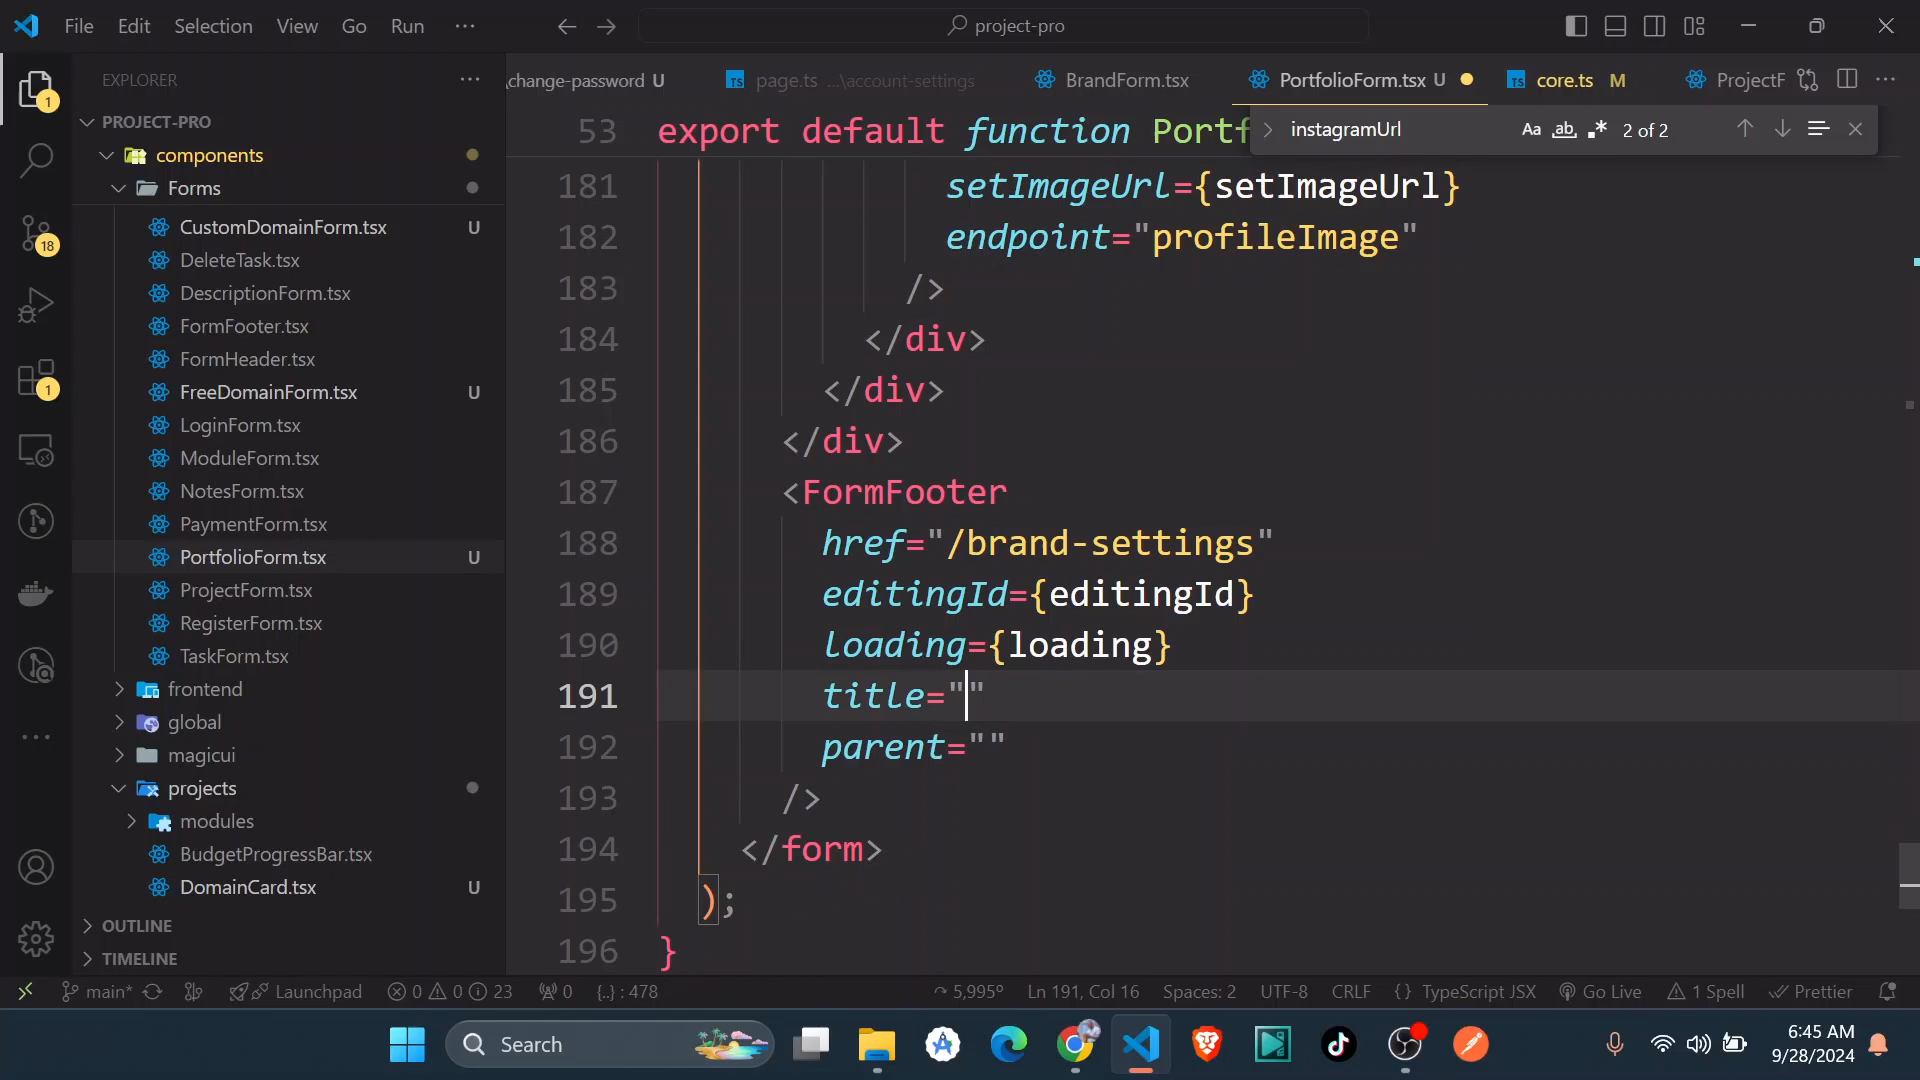 File Edit Selection View Go Run ··· project-pro
EXPLORER
PROJECT-PRO
components
Forms
CustomDomainForm.tsx U
DeleteTask.tsx
DescriptionForm.tsx
FormFooter.tsx
FormHeader.tsx
FreeDomainForm.tsx U
LoginForm.tsx
ModuleForm.tsx
NotesForm.tsx
PaymentForm.tsx
PortfolioForm.tsx U
ProjectForm.tsx
RegisterForm.tsx
TaskForm.tsx
frontend
global
magicui
projects
modules
BudgetProgressBar.tsx
DomainCard.tsx U
OUTLINE
TIMELINE
1
18
1
change-password U page.ts ...\account-settings BrandForm.tsx PortfolioForm.tsx U core.ts M ProjectF
instagramUrl Aa ab .* 2 of 2
53 export default function Portf
181 setImageUrl={setImageUrl}
182 endpoint="profileImage"
183 />
184 </div>
185 </div>
186 </div>
187 <FormFooter
188 href="/brand-settings"
189 editingId={editingId}
190 loading={loading}
191 title=""
192 parent=""
193 />
194 </form>
195 );
196 }
main* Launchpad 0 0 23 0 {..} : 478 5,995º Ln 191, Col 16 Spaces: 2 UTF-8 CRLF {} TypeScript JSX Go Live 1 Spell Prettier
Search
6:45 AM
9/28/2024